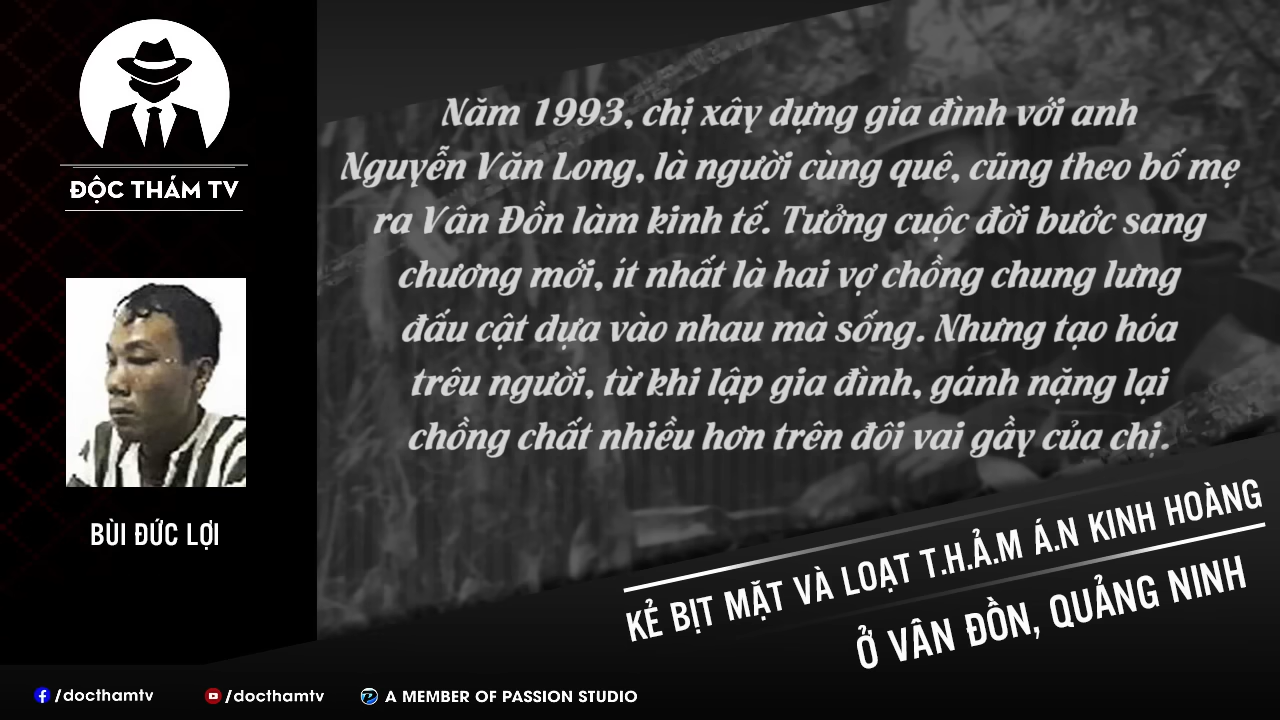 ĐỘC THÁM TV
BÙI ĐỨC LỢI
Năm 1993, chị xây dựng gia đình với anh
Nguyễn Văn Long, là người cùng quê, cũng theo bố mẹ
ra Vân Đồn làm kinh tế. Tưởng cuộc đời bước sang
chương mới, ít nhất là hai vợ chồng chung lưng
đấu cật dựa vào nhau mà sống. Nhưng tạo hóa
trêu người, từ khi lập gia đình, gánh nặng lại
chồng chất nhiều hơn trên đôi vai gầy của chị.
KẺ BỊT MẶT VÀ LOẠT T.H.Ả.M Á.N KINH HOÀNG
Ở VÂN ĐỒN, QUẢNG NINH
/docthamtv
/docthamtv
A MEMBER OF PASSION STUDIO